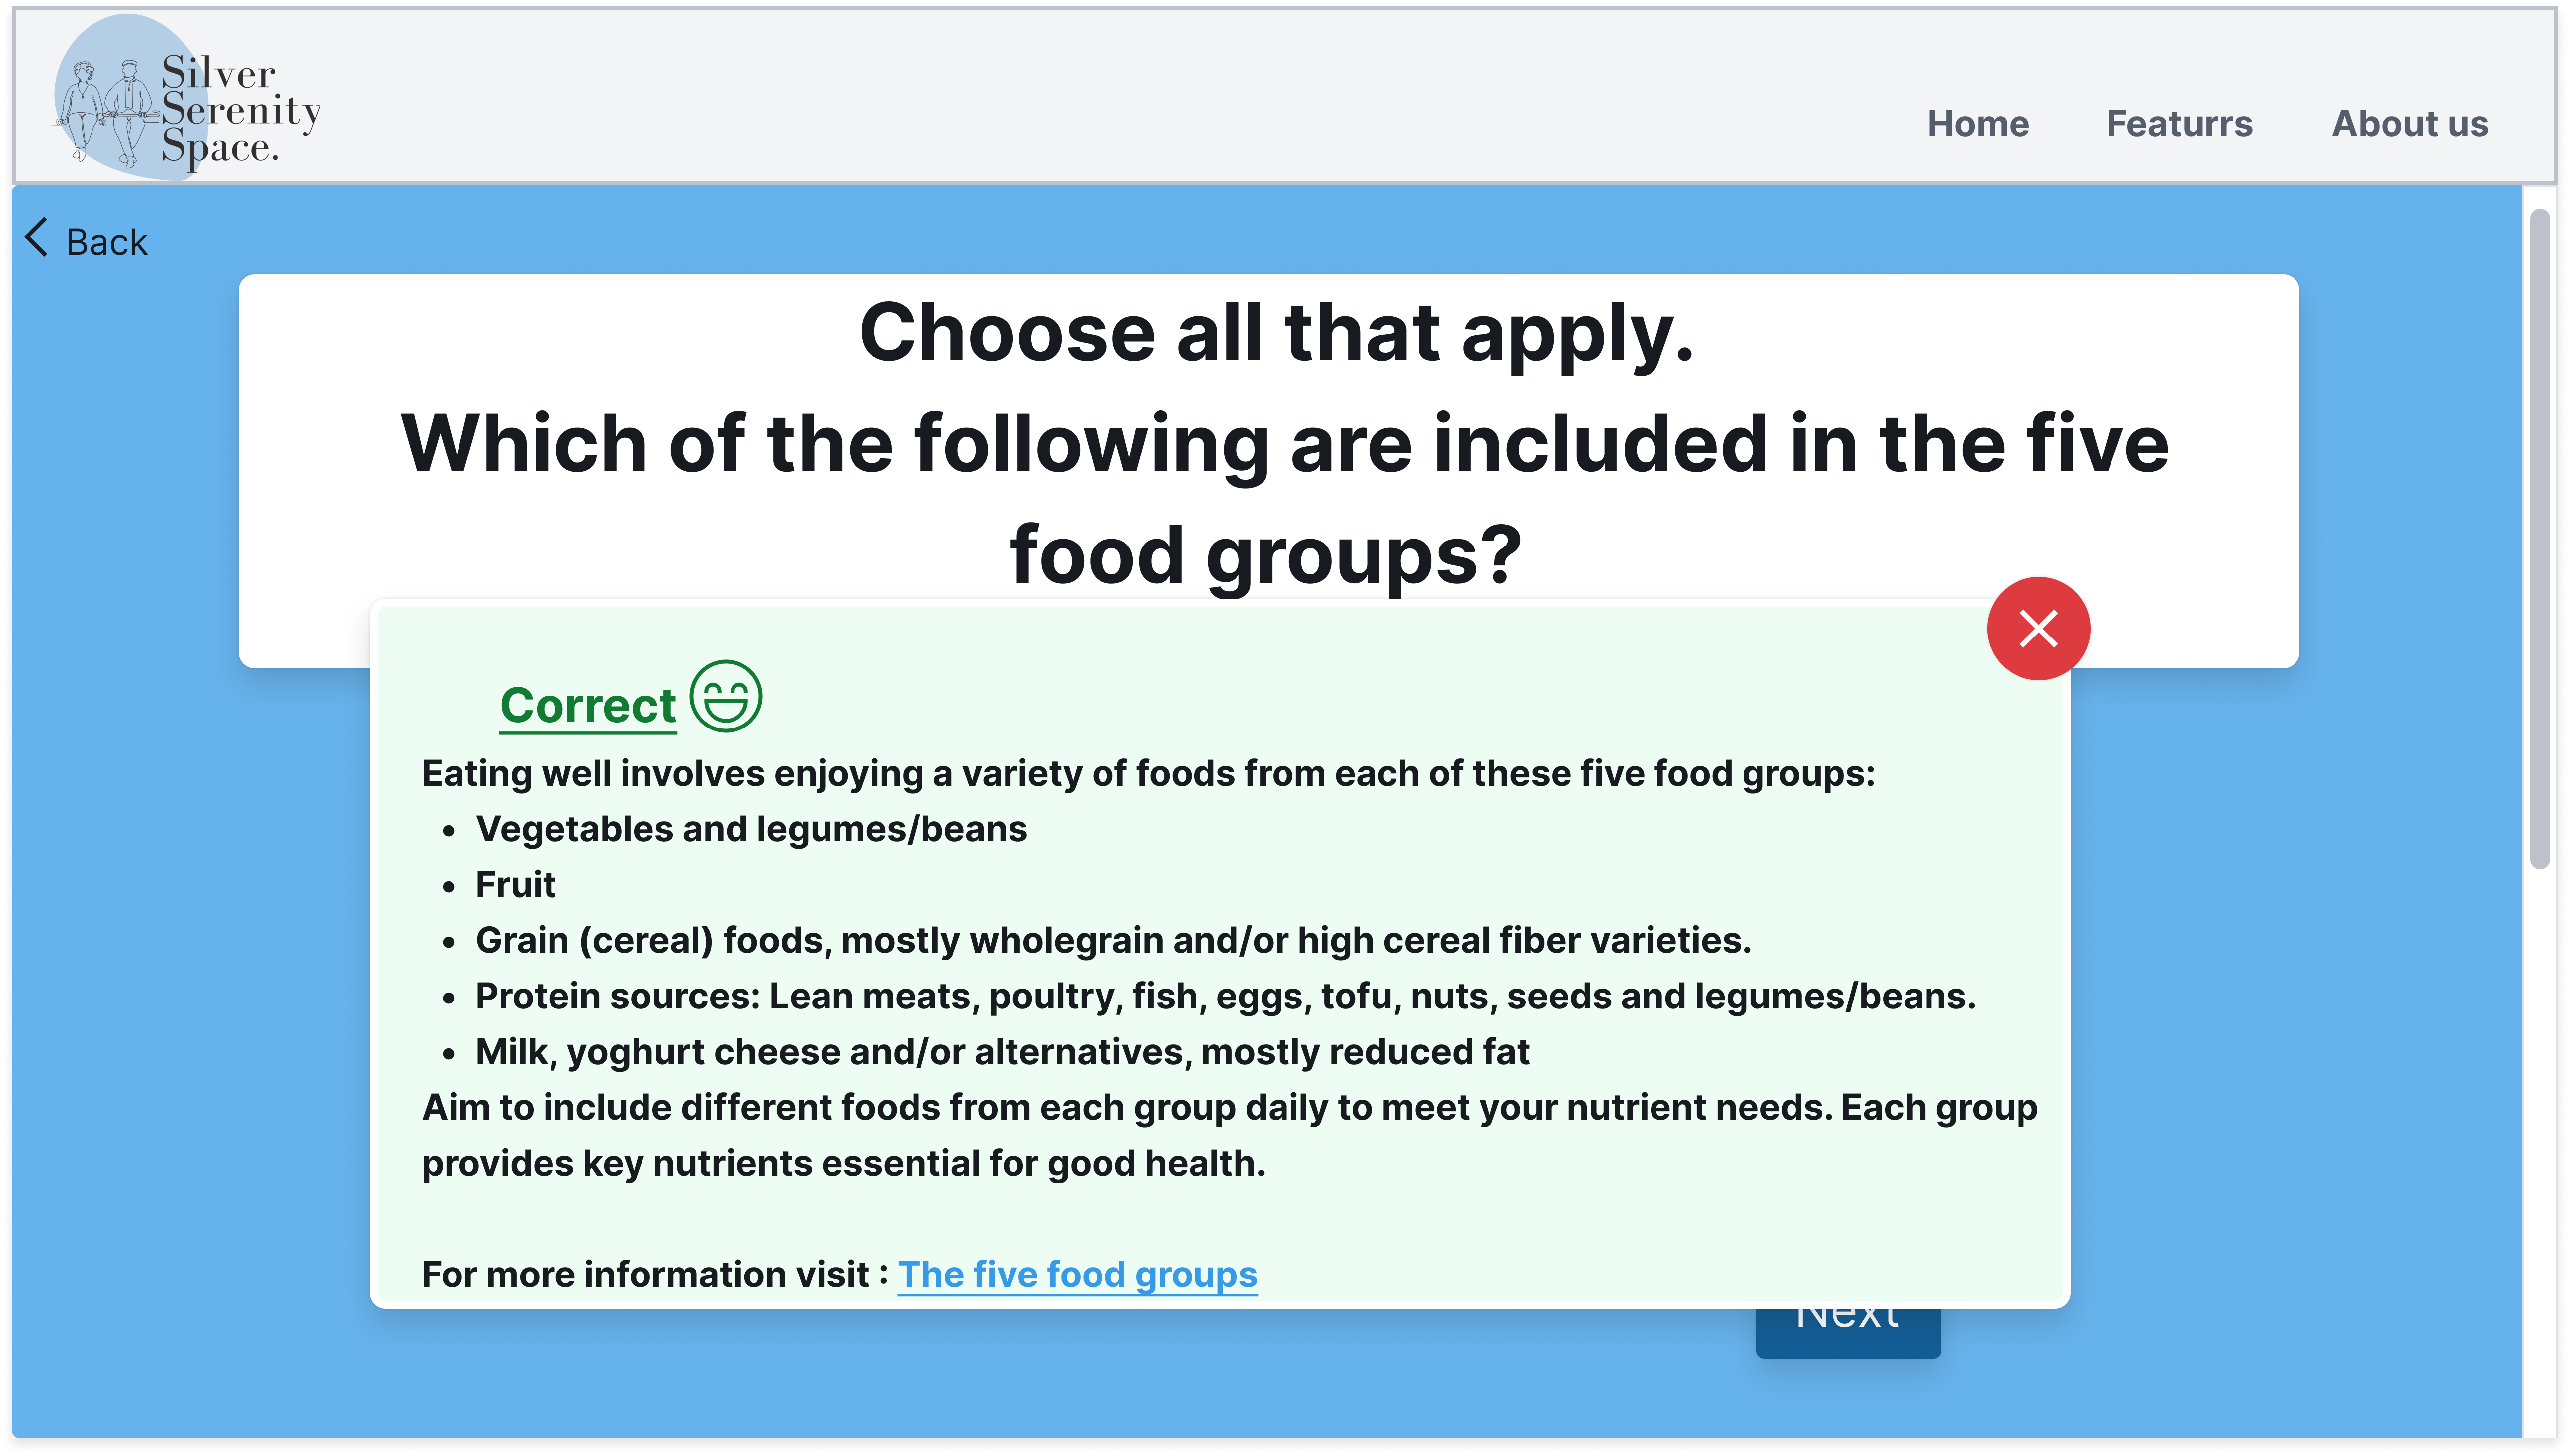 Silver
Serenity
Space.
Home
Featurrs
About us
Back
Choose all that apply.
Which of the following are included in the five
food groups?
Correct
Eating well involves enjoying a variety of foods from each of these five food groups:
• Vegetables and legumes/beans
• Fruit
• Grain (cereal) foods, mostly wholegrain and/or high cereal fiber varieties.
• Protein sources: Lean meats, poultry, fish, eggs, tofu, nuts, seeds and legumes/beans.
• Milk, yoghurt cheese and/or alternatives, mostly reduced fat
Aim to include different foods from each group daily to meet your nutrient needs. Each group
provides key nutrients essential for good health.
For more information visit : The five food groups
Next